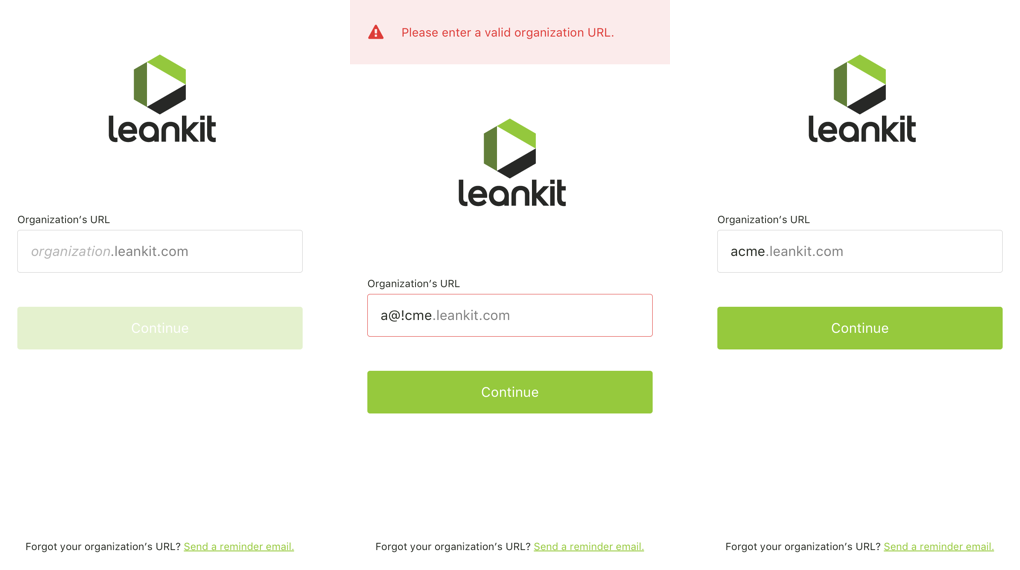 leankit
Organization's URL
organization.leankit.com
Continue
Forgot your organization's URL? Send a reminder email.
Please enter a valid organization URL.
leankit
Organization's URL
a@!cme.leankit.com
Continue
Forgot your organization's URL? Send a reminder email.
leankit
Organization's URL
acme.leankit.com
Continue
Forgot your organization's URL? Send a reminder email.